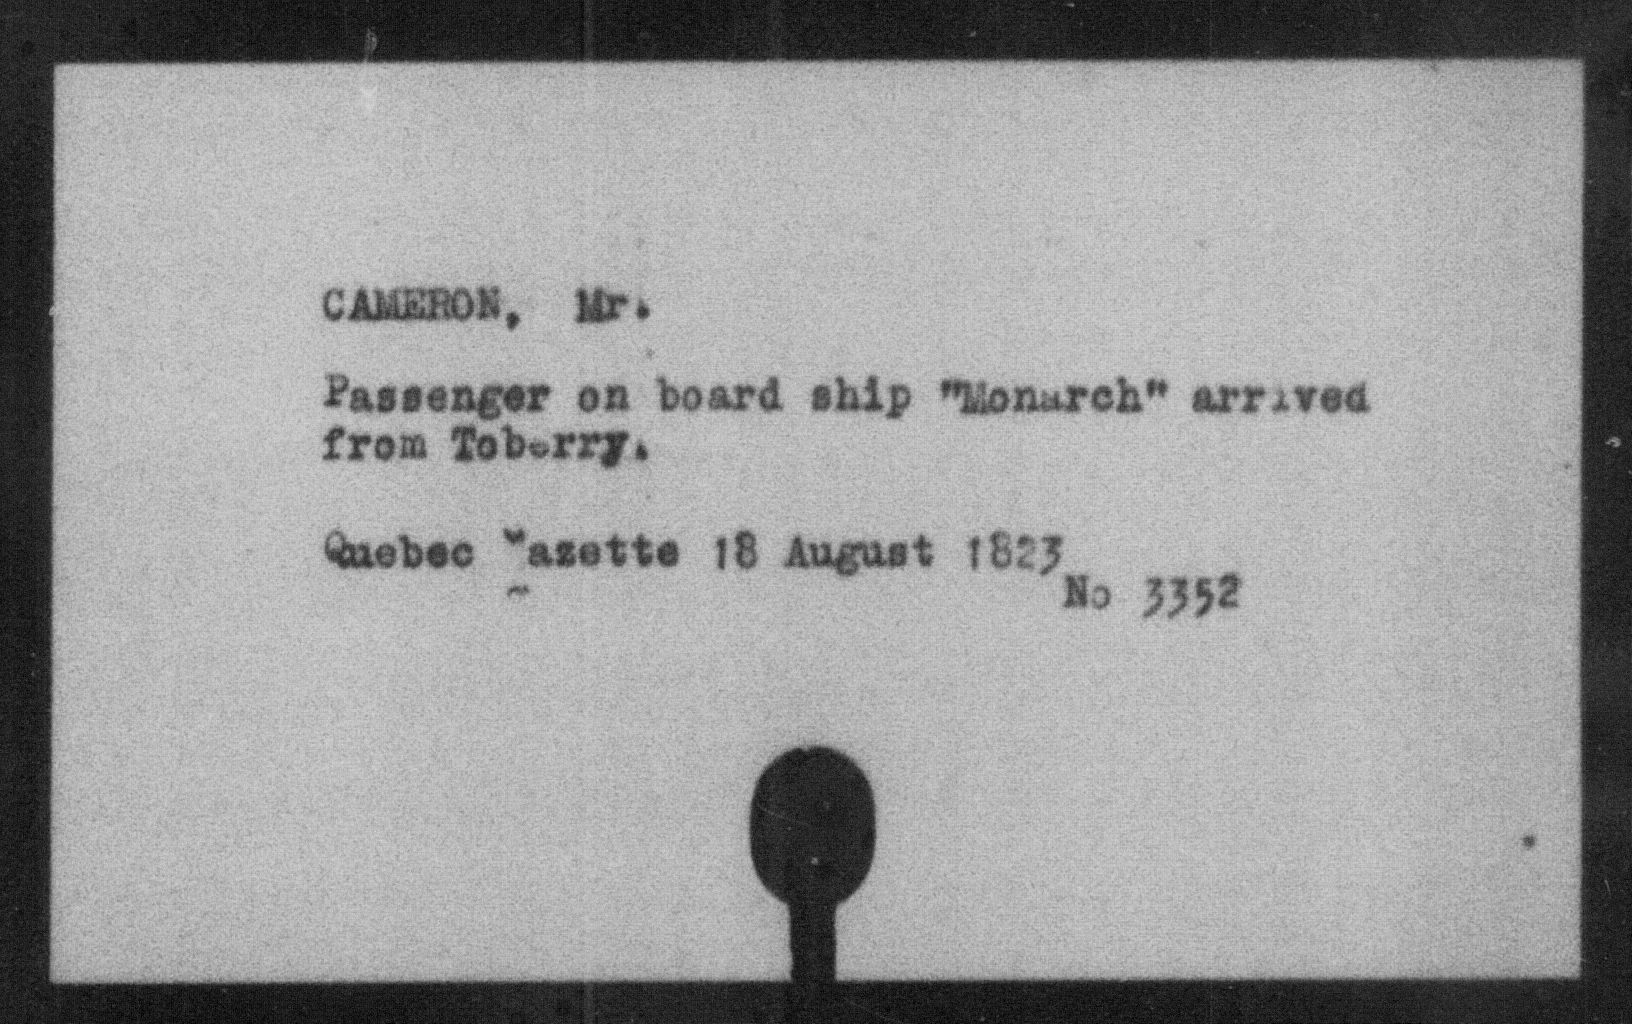 CAMERON, Mr.
Passenger on board ship "Monarch" arrived
from Toberry.
Quebec Gazette 18 August 1823
No 3352